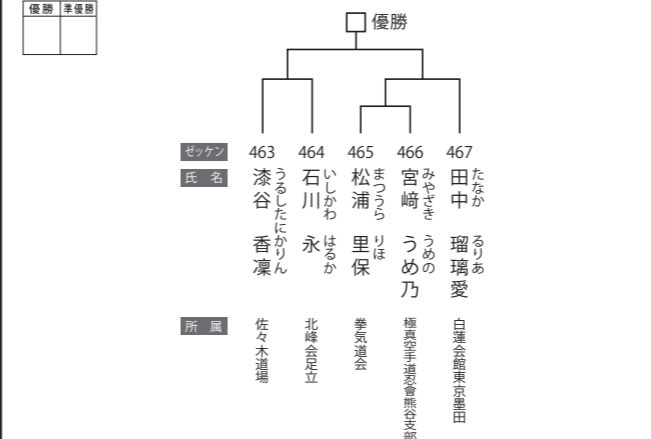 優勝 準優勝
優勝
ゼッケン 463 464 465 466 467
氏名
漆谷 香凜
うるしたに かりん
石川 永
いしかわ はるか
松浦 里保
まつうら りほ
宮﨑 うめ乃
みやざき うめの
田中 瑠璃愛
たなか るりあ
所属
佐々木道場
北峰会足立
拳気道会
極真空手道忍會熊谷支部
白蓮会館東京墨田